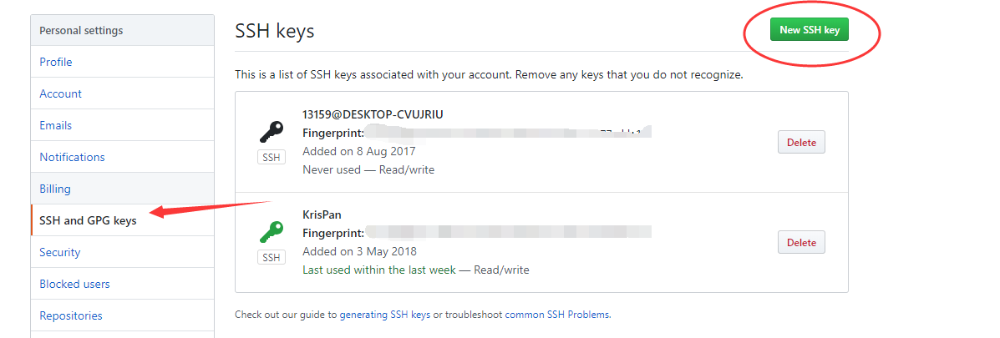 Personal settings
Profile
Account
Emails
Notifications
Billing
SSH and GPG keys
Security
Blocked users
Repositories
SSH keys
New SSH key
This is a list of SSH keys associated with your account. Remove any keys that you do not recognize.
13159@DESKTOP-CVUJRIU
Fingerprint:
Added on 8 Aug 2017
Never used — Read/write
SSH
Delete
KrisPan
Fingerprint:
Added on 3 May 2018
Last used within the last week — Read/write
SSH
Delete
Check out our guide to generating SSH keys or troubleshoot common SSH Problems.